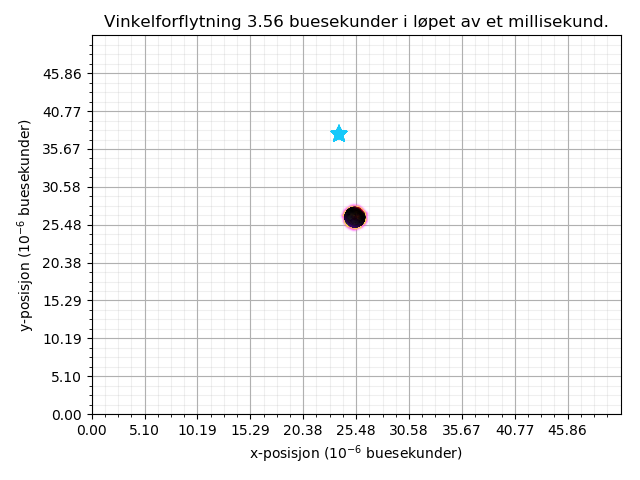 Vinkelforflytning 3.56 buesekunder i løpet av et millisekund.
45.86
40.77
35.67
30.58
25.48
20.38
15.29
10.19
5.10
0.00
y-posisjon (10⁻⁶ buesekunder)
0.00 5.10 10.19 15.29 20.38 25.48 30.58 35.67 40.77 45.86
x-posisjon (10⁻⁶ buesekunder)